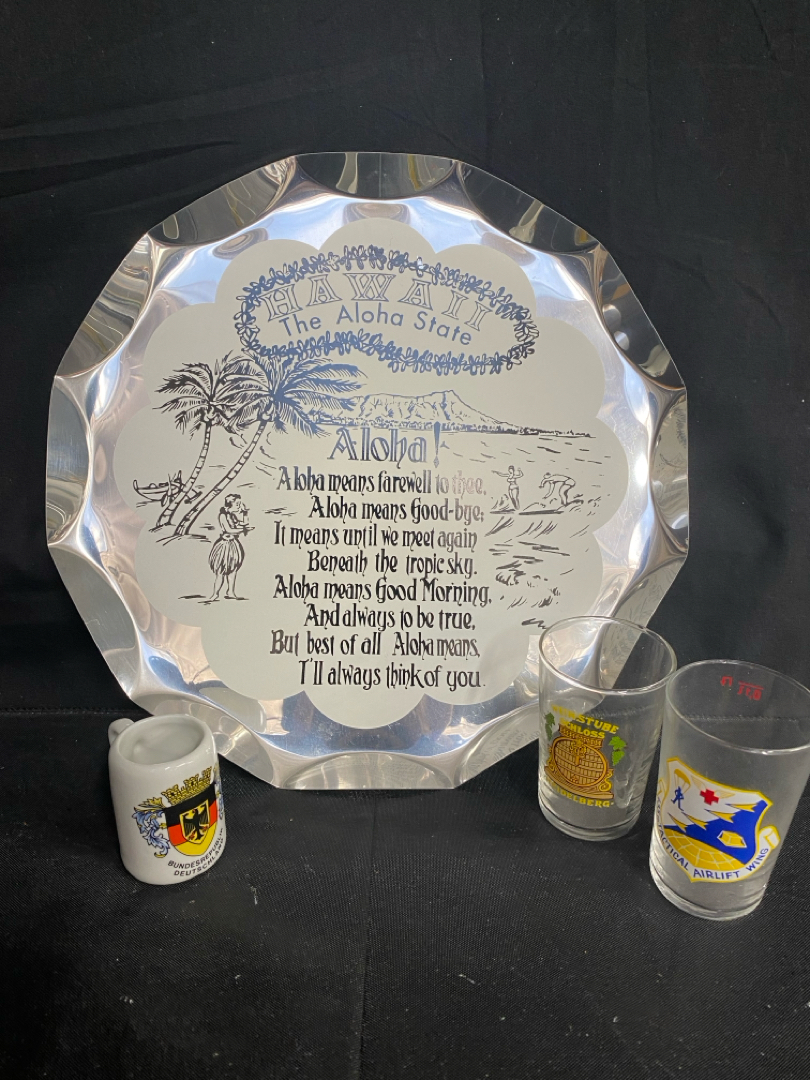 HAWAII
The Aloha State
Aloha!
Aloha means farewell to thee,
Aloha means Good-bye;
It means until we meet again
Beneath the tropic sky.
Aloha means Good Morning,
And always to be true,
But best of all Aloha means,
I'll always think of you.
BUNDESREPUBLIK
DEUTSCHLAND
SCHLOSS
TACTICAL AIRLIFT WING